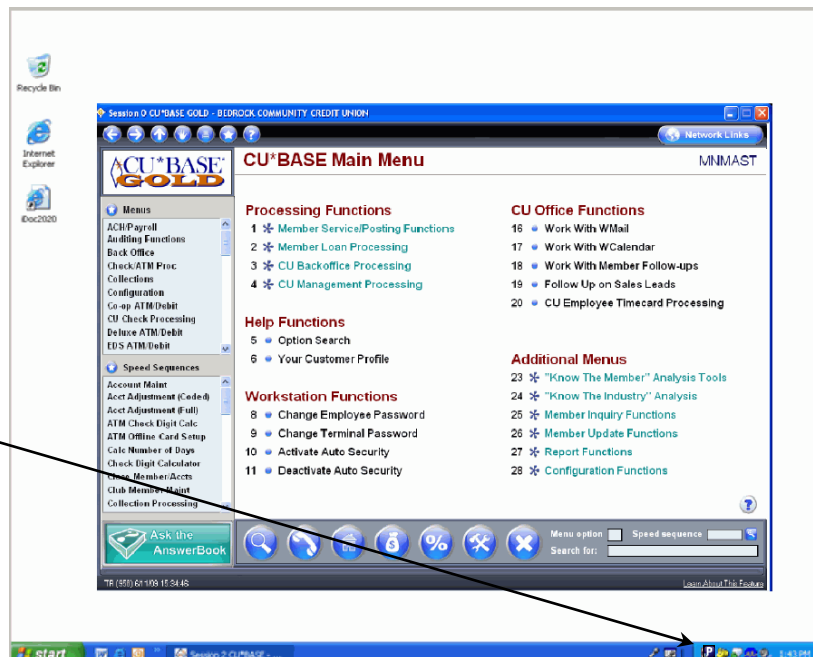 Recycle Bin
Internet
Explorer
iDoc2020
Session 0 CU*BASE GOLD - BEDROCK COMMUNITY CREDIT UNION
Network Links
CU*BASE
GOLD
CU*BASE Main Menu
MNMAST
Menus
ACH/Payroll
Auditing Functions
Back Office
Check/ATM Proc
Collections
Configuration
Co-op ATM/Debit
CU Check Processing
Deluxe ATM/Debit
EDS ATM/Debit
Speed Sequences
Account Maint
Acct Adjustment (Coded)
Acct Adjustment (Full)
ATM Check Digit Calc
ATM Offline Card Setup
Calc Number of Days
Check Digit Calculator
Close Member/Accts
Club Member Maint
Collection Processing
Ask the
AnswerBook
Processing Functions
1 Member Service/Posting Functions
2 Member Loan Processing
3 CU Backoffice Processing
4 CU Management Processing
Help Functions
5 Option Search
6 Your Customer Profile
Workstation Functions
8 Change Employee Password
9 Change Terminal Password
10 Activate Auto Security
11 Deactivate Auto Security
CU Office Functions
16 Work With WMail
17 Work With WCalendar
18 Work With Member Follow-ups
19 Follow Up on Sales Leads
20 CU Employee Timecard Processing
Additional Menus
23 "Know The Member" Analysis Tools
24 "Know The Industry" Analysis
25 Member Inquiry Functions
26 Member Update Functions
27 Report Functions
28 Configuration Functions
Menu option
Speed sequence
Search for:
Learn About This Feature
start
Session 2 CU*BASE - ...
1:43 PM